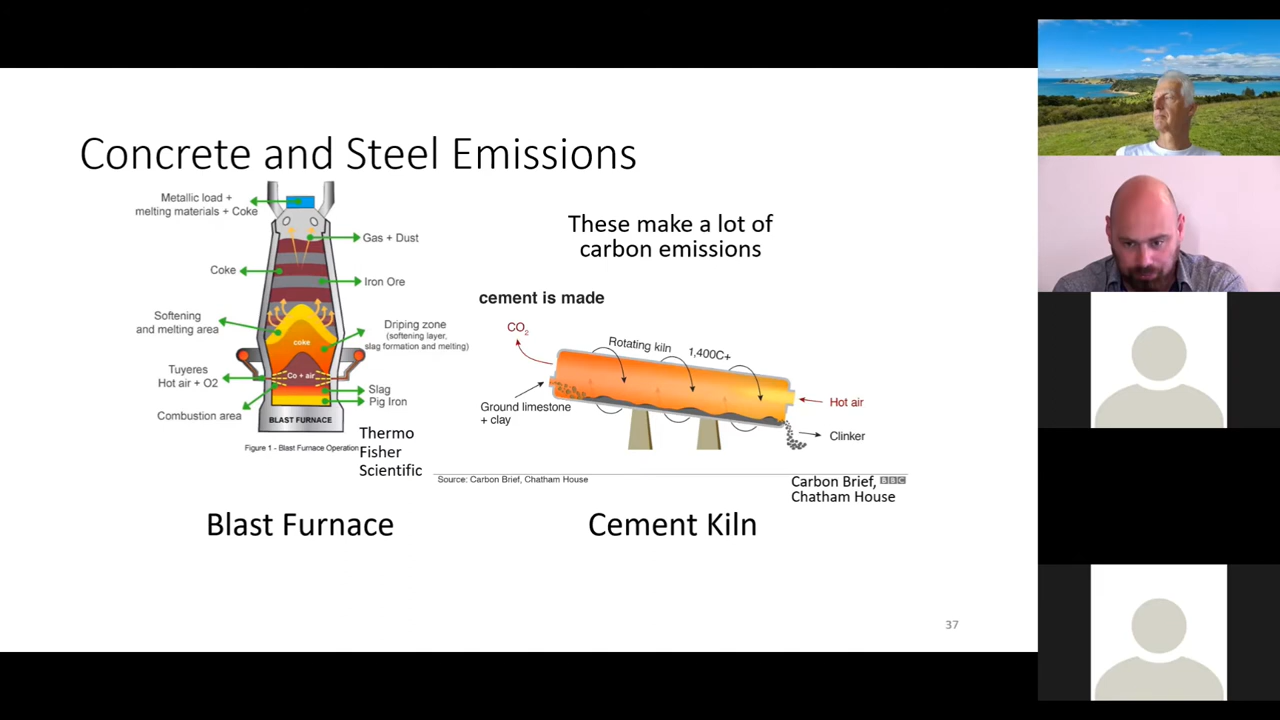 Concrete and Steel Emissions
Metallic load +
melting materials + Coke
Gas + Dust
Coke
Iron Ore
Softening
and melting area
coke
Driping zone
(softening layer,
slag formation and melting)
Tuyeres
Hot air + O2
Co + air
Slag
Pig Iron
Combustion area
BLAST FURNACE
Figure 1 - Blast Furnace Operation
Thermo
Fisher
Scientific
Blast Furnace
These make a lot of
carbon emissions
cement is made
CO2
Rotating kiln 1,400C+
Ground limestone
+ clay
Hot air
Clinker
Source: Carbon Brief, Chatham House
Carbon Brief, BBC
Chatham House
Cement Kiln
37